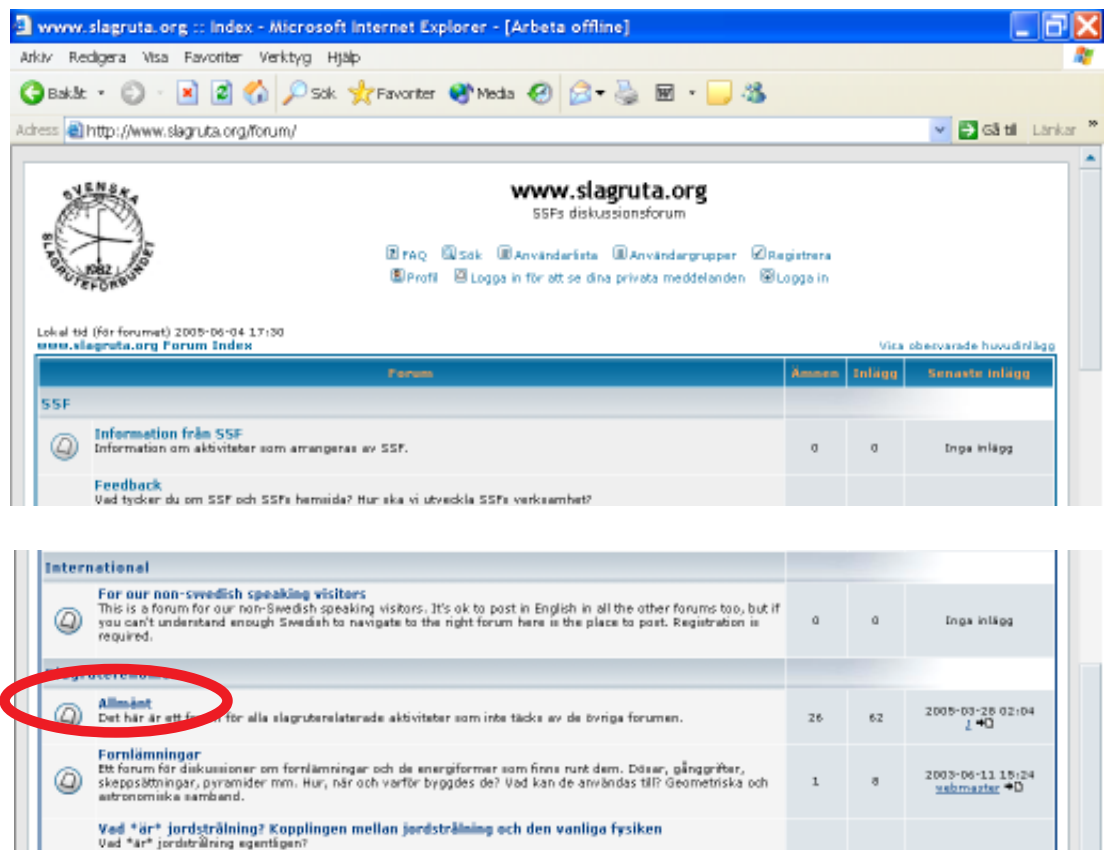 www.slagruta.org :: Index - Microsoft Internet Explorer - [Arbeta offline]
Arkiv Redigera Visa Favoriter Verktyg Hjälp
Bakåt Sök Favoriter Media
Adress http://www.slagruta.org/forum/ Gå till Länkar »
SVENSKA
SLAGRUTEFÖRBUNDET
1982
www.slagruta.org
SSFs diskussionsforum
FAQ Sök Användarlista Användargrupper Registrera
Profil Logga in för att se dina privata meddelanden Logga in
Lokal tid (för forumet) 2005-06-04 17:30
www.slagruta.org Forum Index Visa obesvarade huvudinlägg
Forum Ämnen Inlägg Senaste inlägg
SSF
Information från SSF
Information om aktiviteter som arrangeras av SSF. 0 0 Inga inlägg
Feedback
Vad tycker du om SSF och SSFs hemsida? Hur ska vi utveckla SSFs verksamhet?
International
For our non-swedish speaking visitors
This is a forum for our non-Swedish speaking visitors. It's ok to post in English in all the other forums too, but if
you can't understand enough Swedish to navigate to the right forum here is the place to post. Registration is
required. 0 0 Inga inlägg
Allmänt
Det här är ett forum för alla slagruterelaterade aktiviteter som inte täcks av de övriga forumen. 26 62 2005-03-28 02:04
Fornlämningar
Ett forum för diskussioner om fornlämningar och de energiformer som finns runt dem. Dösar, gånggrifter,
skeppsättningar, pyramider mm. Hur, när och varför byggdes de? Vad kan de användas till? Geometriska och
astronomiska samband. 1 8 2003-06-11 15:24
webmaster
Vad *är* jordstrålning? Kopplingen mellan jordstrålning och den vanliga fysiken
Vad *är* jordstrålning egentligen?